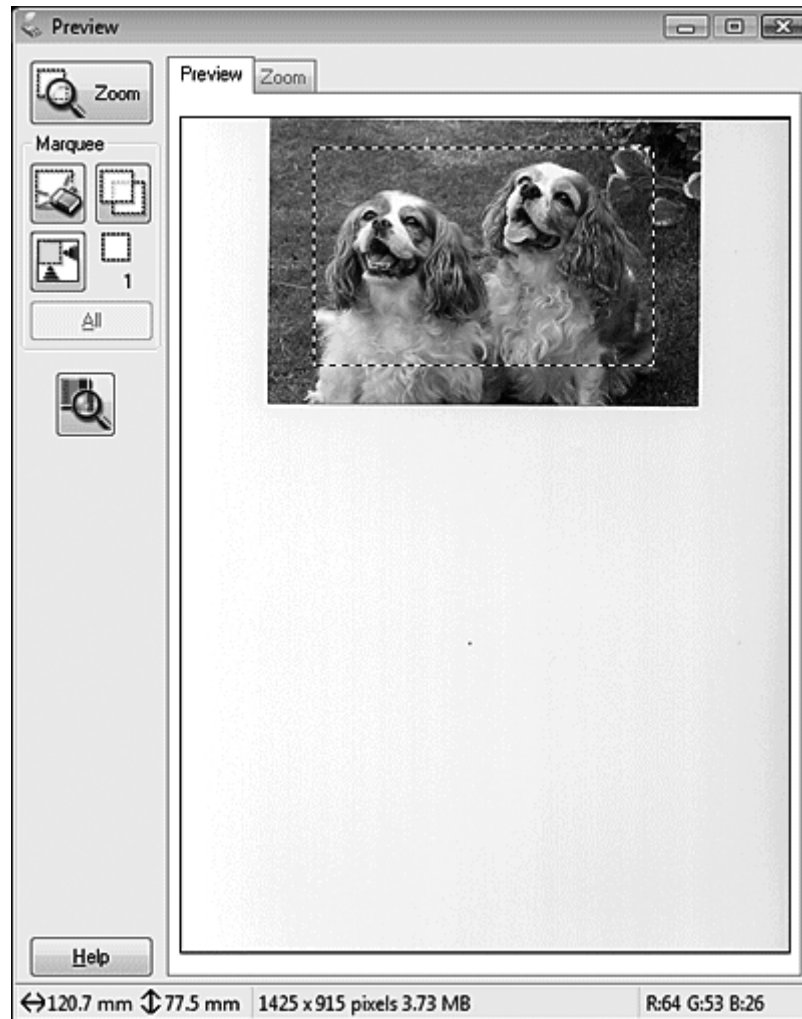 Preview
Zoom
Marquee
1
All
Help
Preview
Zoom
120.7 mm 77.5 mm 1425 x 915 pixels 3.73 MB R:64 G:53 B:26